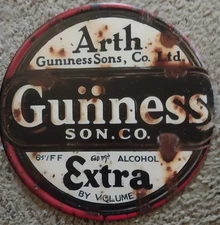 Arth
Guinness Sons, Co. Ltd.
Guinness
SON.CO.
ALCOHOL
Extra
BY VOLUME